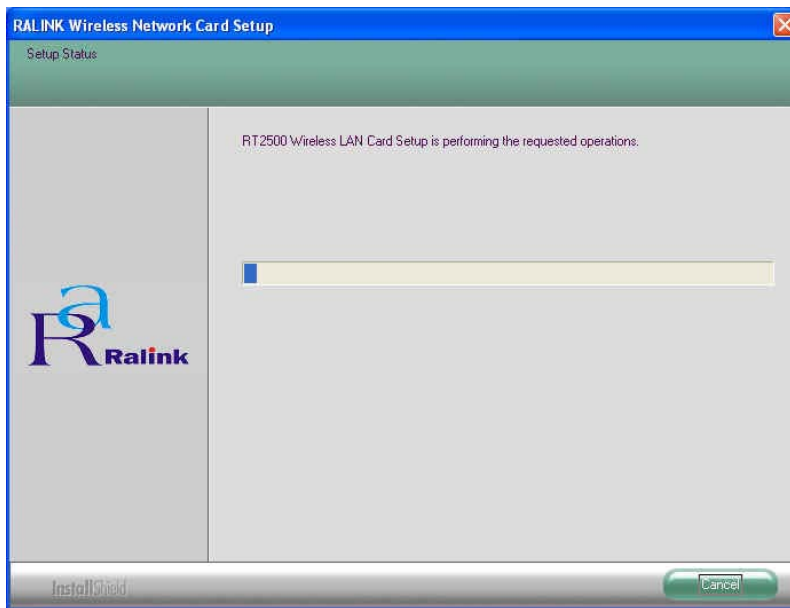 RALINK Wireless Network Card Setup
Setup Status
RT2500 Wireless LAN Card Setup is performing the requested operations.
Ra
Ralink
InstallShield
Cancel